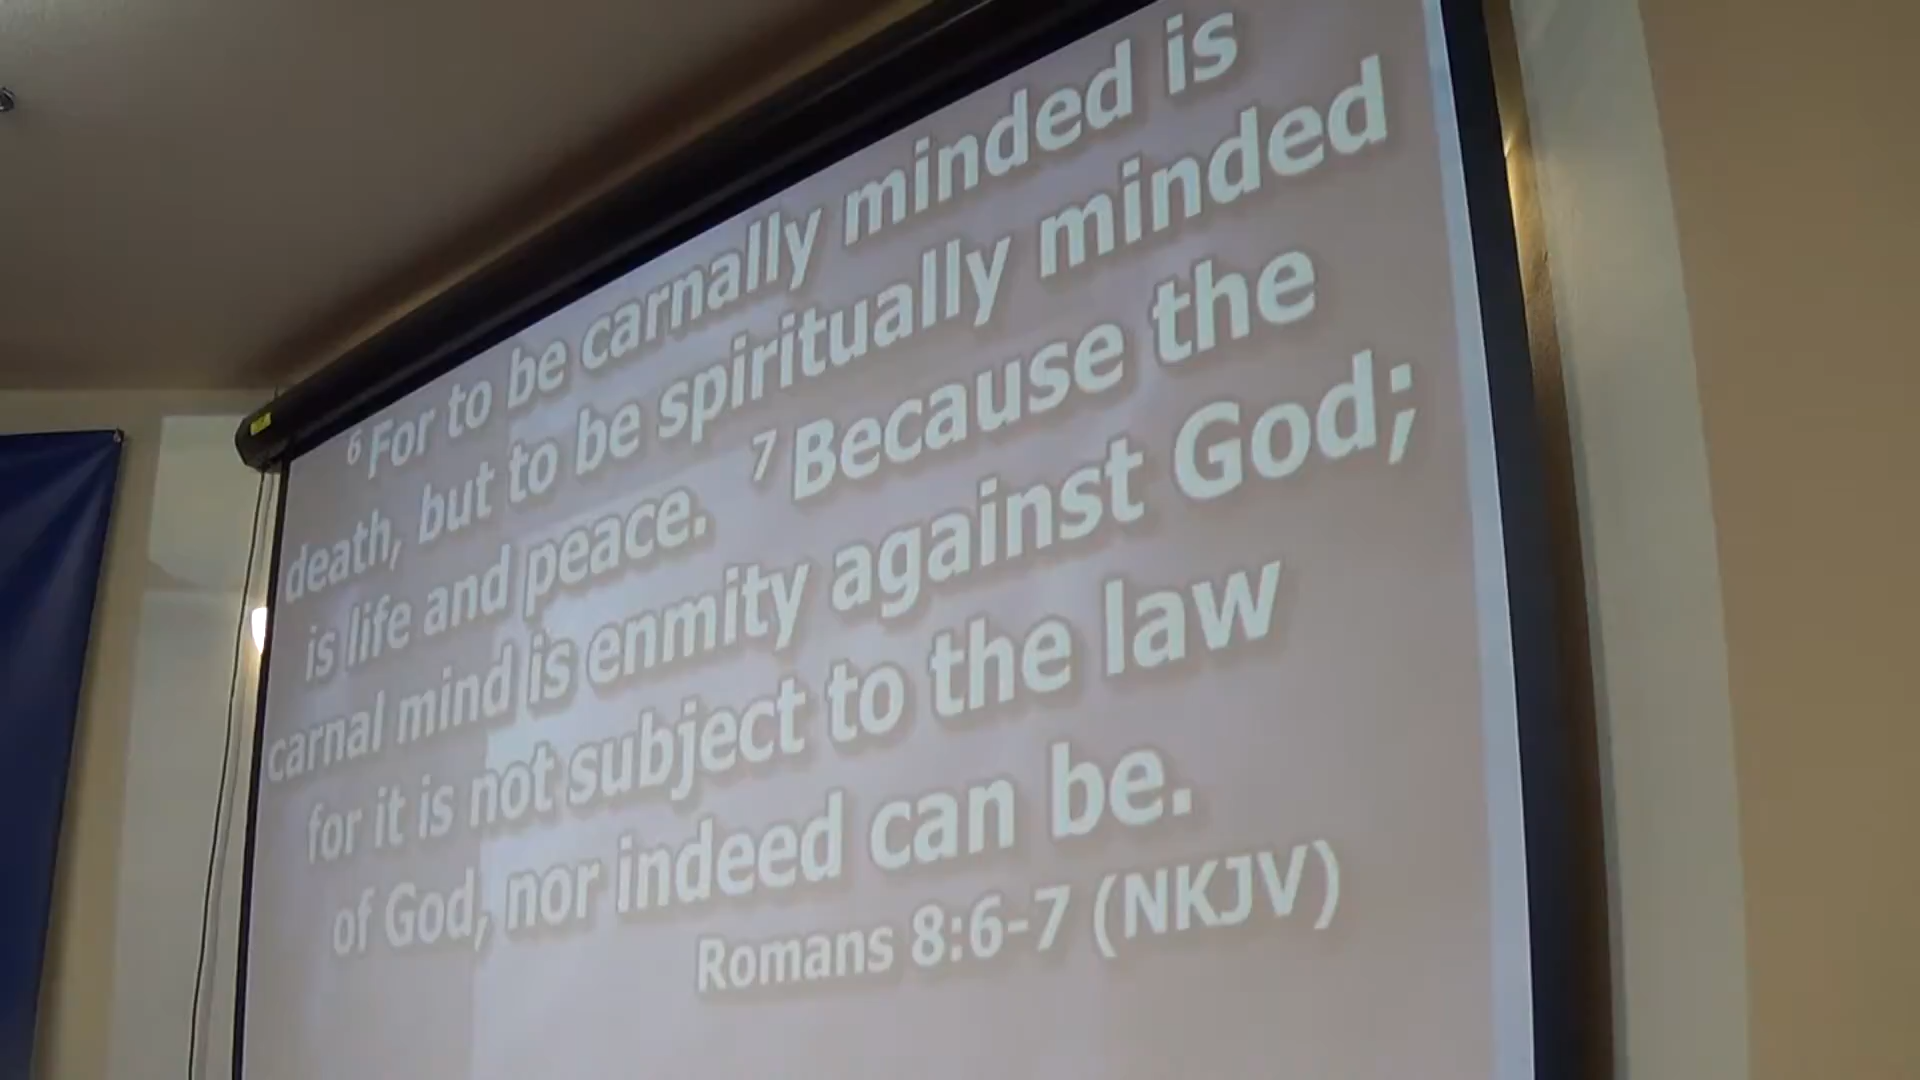 6 For to be carnally minded is
death, but to be spiritually minded
is life and peace. 7 Because the
carnal mind is enmity against God;
for it is not subject to the law
of God, nor indeed can be.
Romans 8:6-7 (NKJV)